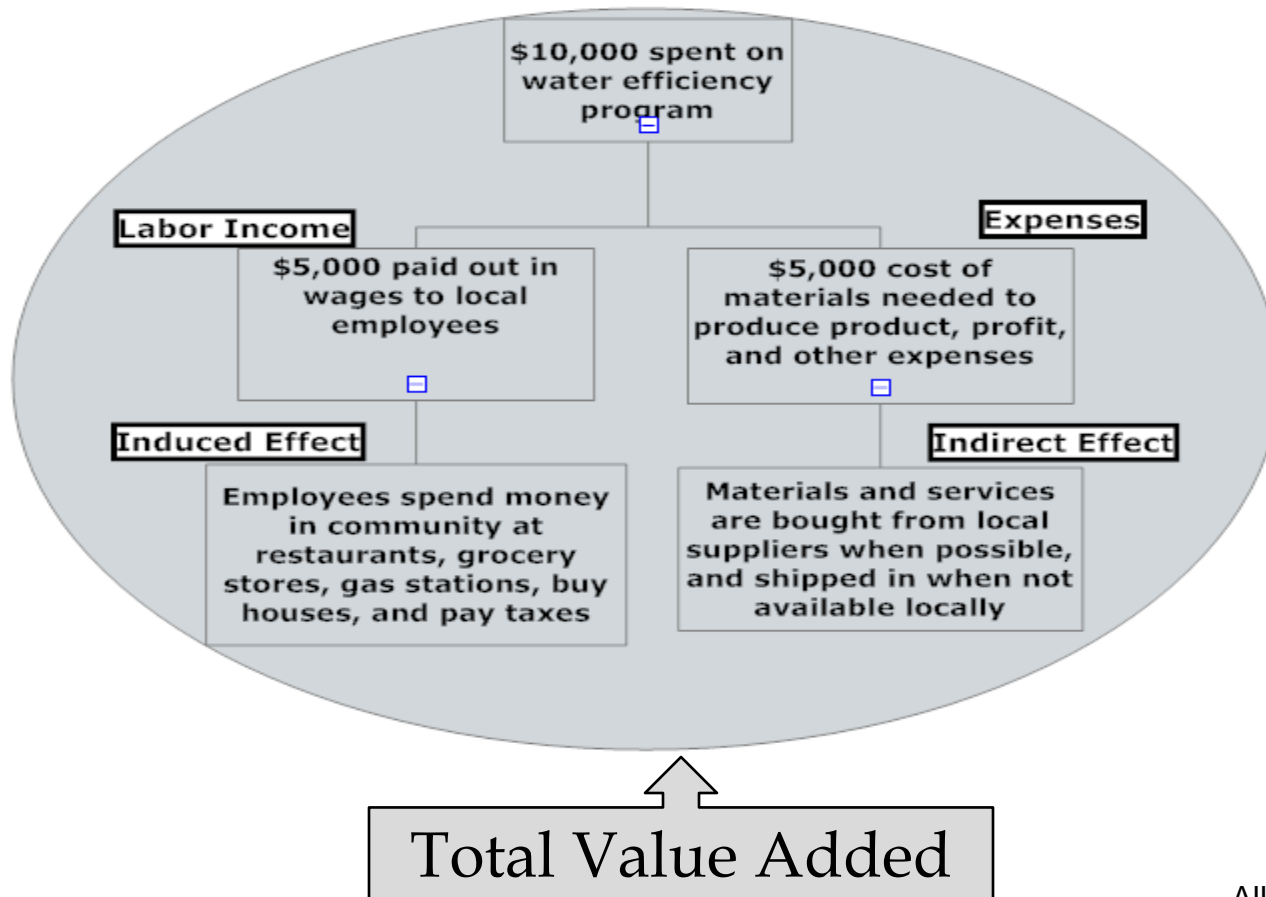 $10,000 spent on
water efficiency
program
Labor Income
$5,000 paid out in
wages to local
employees
Expenses
$5,000 cost of
materials needed to
produce product, profit,
and other expenses
Induced Effect
Employees spend money
in community at
restaurants, grocery
stores, gas stations, buy
houses, and pay taxes
Indirect Effect
Materials and services
are bought from local
suppliers when possible,
and shipped in when not
available locally
Total Value Added